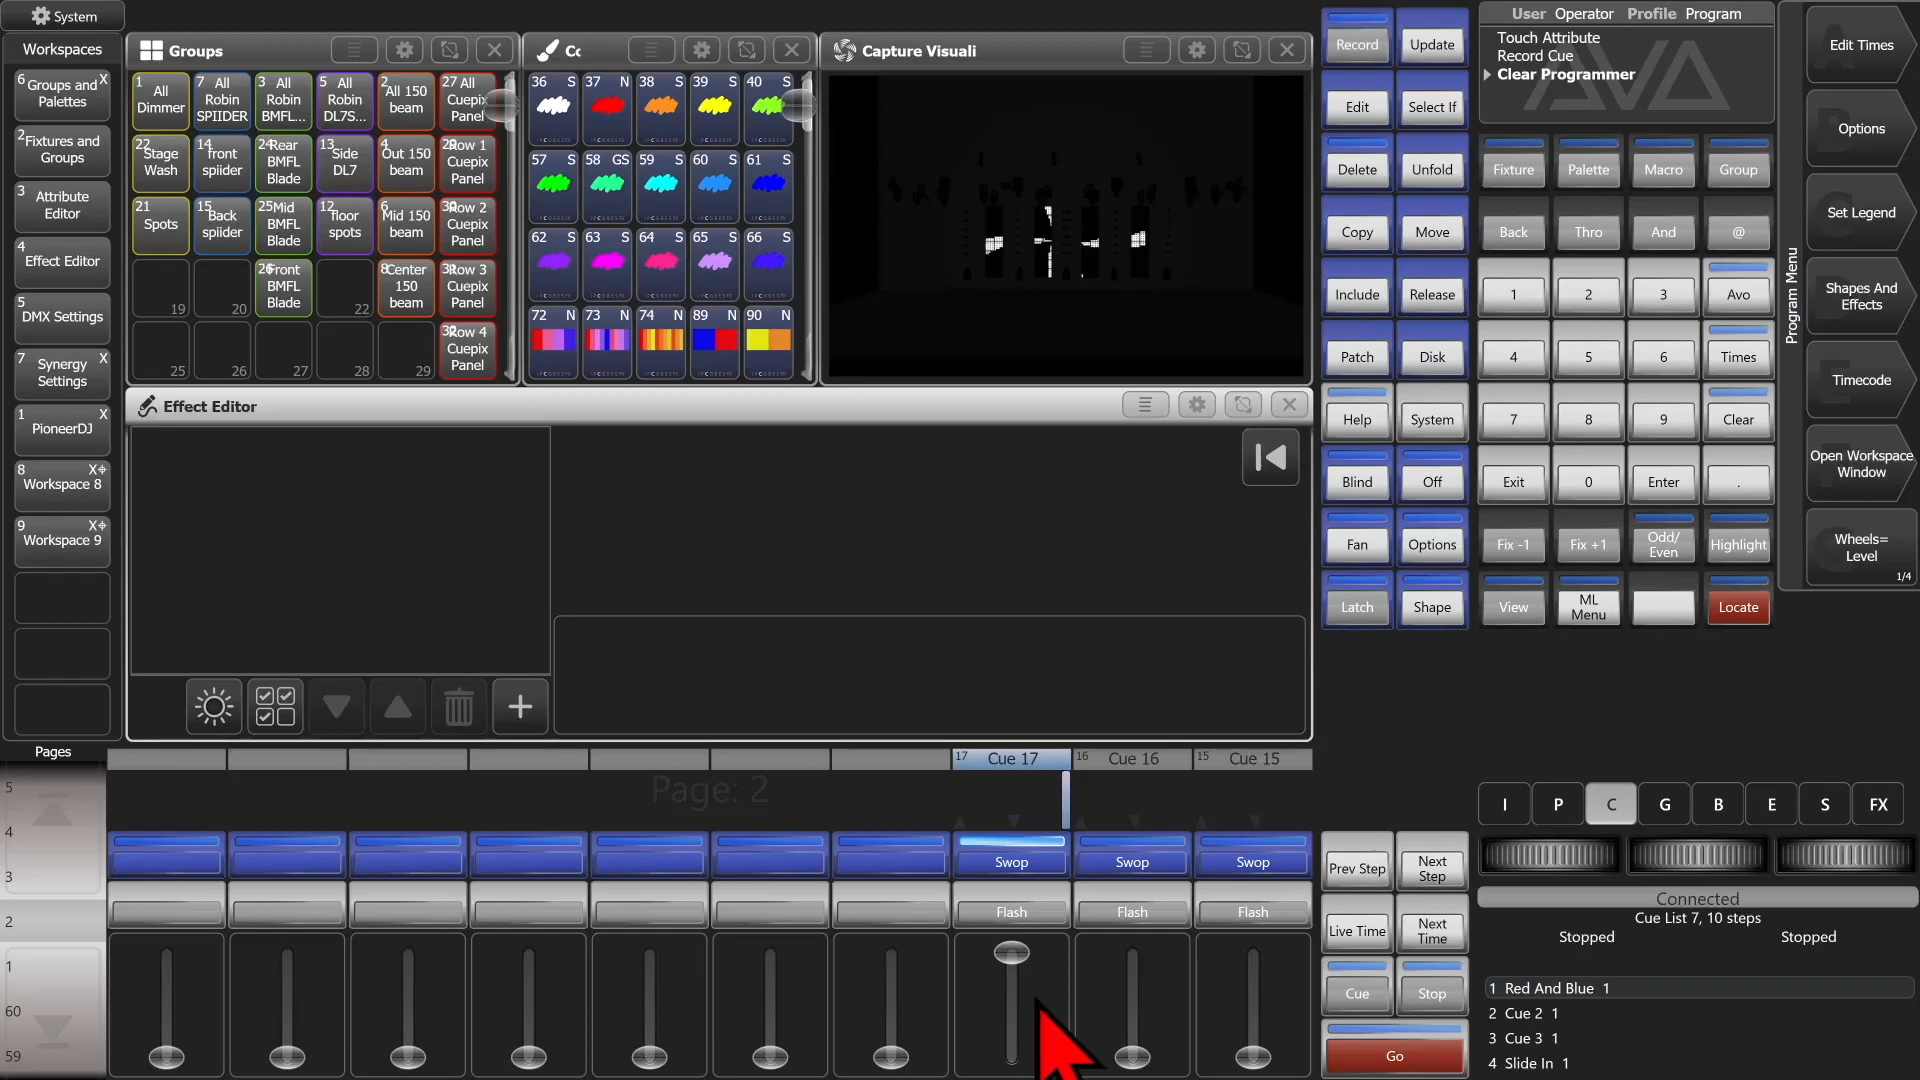 System
Workspaces
6 Groups and Palettes X
2 Fixtures and Groups
3 Attribute Editor
4 Effect Editor
5 DMX Settings
7 Synergy Settings X
1 PioneerDJ X
8 Workspace 8 X
9 Workspace 9 X
Groups
1 All Dimmer
7 All Robin SPIIDER
3 All Robin BMFL...
5 All Robin DL7S...
2 All 150 beam
27 All Cuepix Panel
22 Stage Wash
14 front spiider
24 Rear BMFL Blade
13 Side DL7
4 Out 150 beam
Row 1 Cuepix Panel
21 Spots
15 Back spiider
25 Mid BMFL Blade
12 floor spots
6 Mid 150 beam
Row 2 Cuepix Panel
19
20
26 Front BMFL Blade
22
8 Center 150 beam
Row 3 Cuepix Panel
25
26
27
28
29
Row 4 Cuepix Panel
36 S
37 N
38 S
39 S
40 S
57 S
58 GS
59 S
60 S
61 S
62 S
63 S
64 S
65 S
66 S
72 N
73 N
74 N
89 N
90 N
Capture Visuali
Effect Editor
Record
Update
Edit
Select If
Delete
Unfold
Copy
Move
Include
Release
Patch
Disk
Help
System
Blind
Off
Fan
Options
Latch
Shape
User Operator Profile Program
Touch Attribute
Record Cue
Clear Programmer
Fixture
Palette
Macro
Group
Back
Thro
And
@
1
2
3
Avo
4
5
6
Times
7
8
9
Clear
Exit
0
Enter
.
Fix -1
Fix +1
Odd/ Even
Highlight
View
ML Menu
Locate
Program Menu
Edit Times
Options
Set Legend
Shapes And Effects
Timecode
Open Workspace Window
Wheels= Level
1/4
Pages
5
4
3
2
1
60
59
Page: 2
17 Cue 17
16 Cue 16
15 Cue 15
Swop
Swop
Swop
Flash
Flash
Flash
Prev Step
Next Step
Live Time
Next Time
Cue
Stop
Go
I
P
C
G
B
E
S
FX
Connected
Cue List 7, 10 steps
Stopped
Stopped
1 Red And Blue 1
2 Cue 2 1
3 Cue 3 1
4 Slide In 1